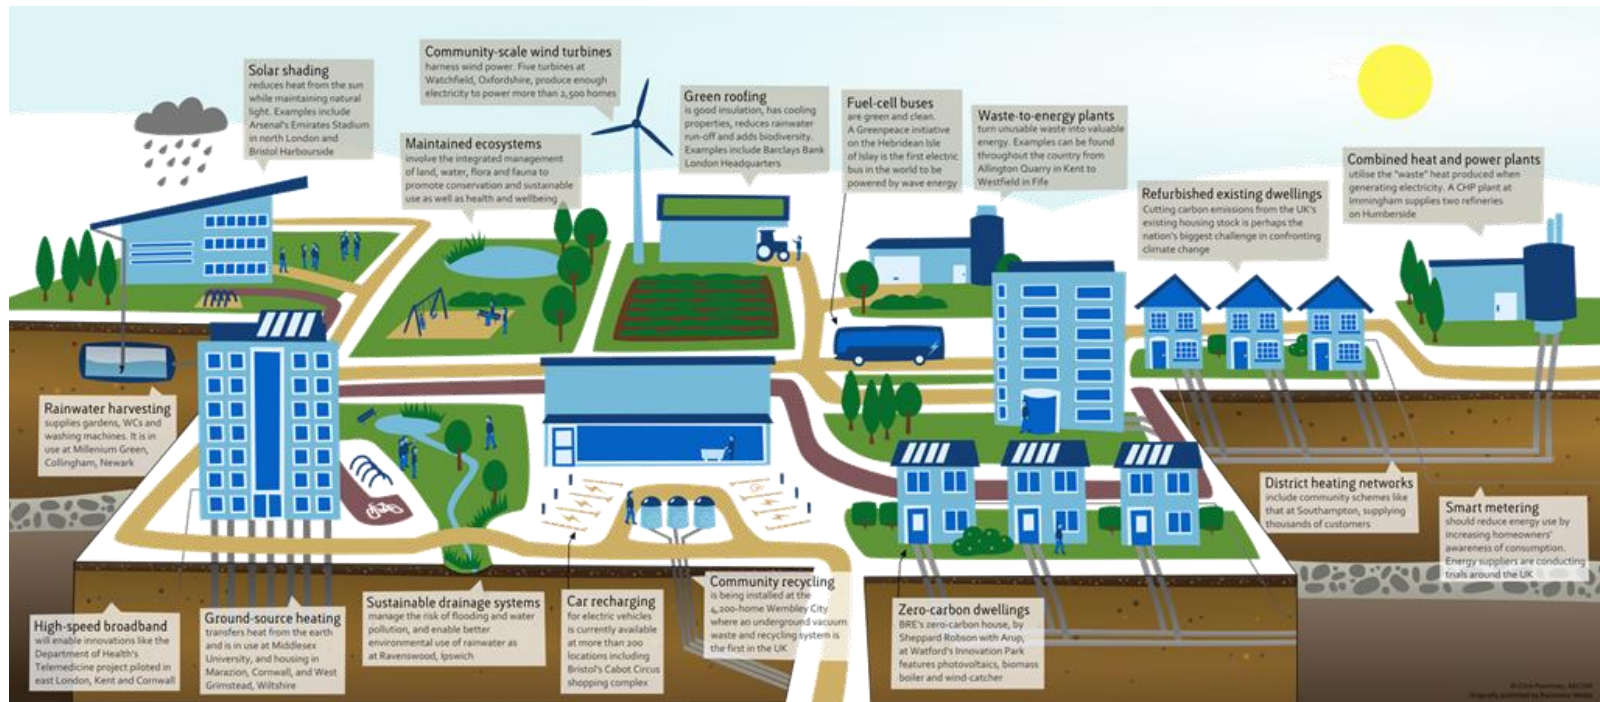 Community-scale wind turbines
harness wind power. Five turbines at
Watchfield, Oxfordshire, produce enough
electricity to power more than 2,500 homes
Solar shading
reduces heat from the sun
while maintaining natural
light. Examples include
Arsenal's Emirates Stadium
in north London and
Bristol Harbourside
Maintained ecosystems
involve the integrated management
of land, water, flora and fauna to
promote conservation and sustainable
use as well as health and wellbeing
Green roofing
is good insulation, has cooling
properties, reduces rainwater
run-off and adds biodiversity.
Examples include Barclays Bank
London Headquarters
Fuel-cell buses
are green and clean.
A Greenpeace initiative
on the Hebridean Isle
of Islay is the first electric
bus in the world to be
powered by wave energy
Waste-to-energy plants
turn unusable waste into valuable
energy. Examples can be found
throughout the country from
Allington Quarry in Kent to
Westfield in Fife
Refurbished existing dwellings
Cutting carbon emissions from the UK's
existing housing stock is perhaps the
nation's biggest challenge in confronting
climate change
Combined heat and power plants
utilise the "waste" heat produced when
generating electricity. A CHP plant at
Immingham supplies two refineries
on Humberside
Rainwater harvesting
supplies gardens, WCs and
washing machines. It is in
use at Millenium Green,
Collingham, Newark
District heating networks
include community schemes like
that at Southampton, supplying
thousands of customers
Smart metering
should reduce energy use by
increasing homeowners'
awareness of consumption.
Energy suppliers are conducting
trials around the UK
High-speed broadband
will enable innovations like the
Department of Health's
Telemedicine project piloted in
east London, Kent and Cornwall
Ground-source heating
transfers heat from the earth
and is in use at Middlesex
University, and housing in
Marazion, Cornwall, and West
Grimstead, Wiltshire
Sustainable drainage systems
manage the risk of flooding and water
pollution, and enable better
environmental use of rainwater as
at Ravenswood, Ipswich
Car recharging
for electric vehicles
is currently available
at more than 200
locations including
Bristol's Cabot Circus
shopping complex
Community recycling
is being installed at the
4,200-home Wembley City
where an underground vacuum
waste and recycling system is
the first in the UK
Zero-carbon dwellings
BRE's zero-carbon house, by
Sheppard Robson with Arup,
at Watford's Innovation Park
features photovoltaics, biomass
boiler and wind-catcher